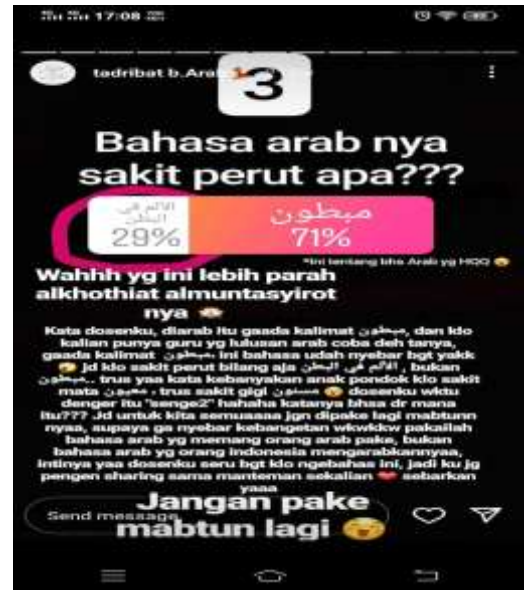 17:08
tadribat b.Arab
3
Bahasa arab nya
sakit perut apa???
الألم في البطن
مبطون
29%
71%
*Ini tentang bhs Arab yg HQQ
Wahhh yg ini lebih parah
alkhothiat almuntasyirot
nya
Kata dosenku, diarab itu gaada kalimat مبطون, dan klo
kalian punya guru yg lulusan arab coba deh tanya,
gaada kalimat مبطون, ini bahasa udah nyebar bgt yakk
jd klo sakit perut bilang aja الألم في البطن , bukan
مبطون.. trus yaa kata kebanyakan anak pondok klo sakit
mata معيون , trus sakit gigi مسنون dosenku wktu
denger itu "senge2" hahaha katanya bhsa dr mana
itu??? Jd untuk kita semuaaaa jgn dipake lagi mabtunn
nyaa, supaya ga nyebar kebangetan wkwkkw pakailah
bahasa arab yg memang orang arab pake, bukan
bahasa arab yg orang indonesia mengarabkannyaa,
intinya yaa dosenku seru bgt klo ngebahas ini, jadi ku jg
pengen sharing sama manteman sekalian sebarkan
yaaa
Jangan pake
Send message
mabtun lagi